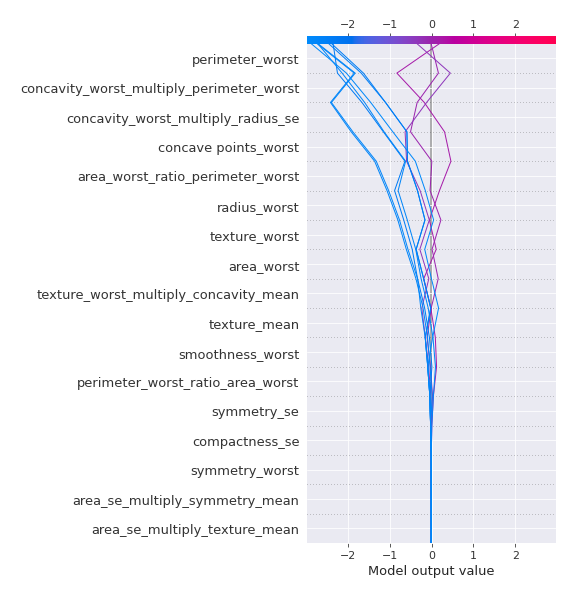 −2 −1 0 1 2
perimeter_worst
concavity_worst_multiply_perimeter_worst
concavity_worst_multiply_radius_se
concave points_worst
area_worst_ratio_perimeter_worst
radius_worst
texture_worst
area_worst
texture_worst_multiply_concavity_mean
texture_mean
smoothness_worst
perimeter_worst_ratio_area_worst
symmetry_se
compactness_se
symmetry_worst
area_se_multiply_symmetry_mean
area_se_multiply_texture_mean
−2 −1 0 1 2
Model output value